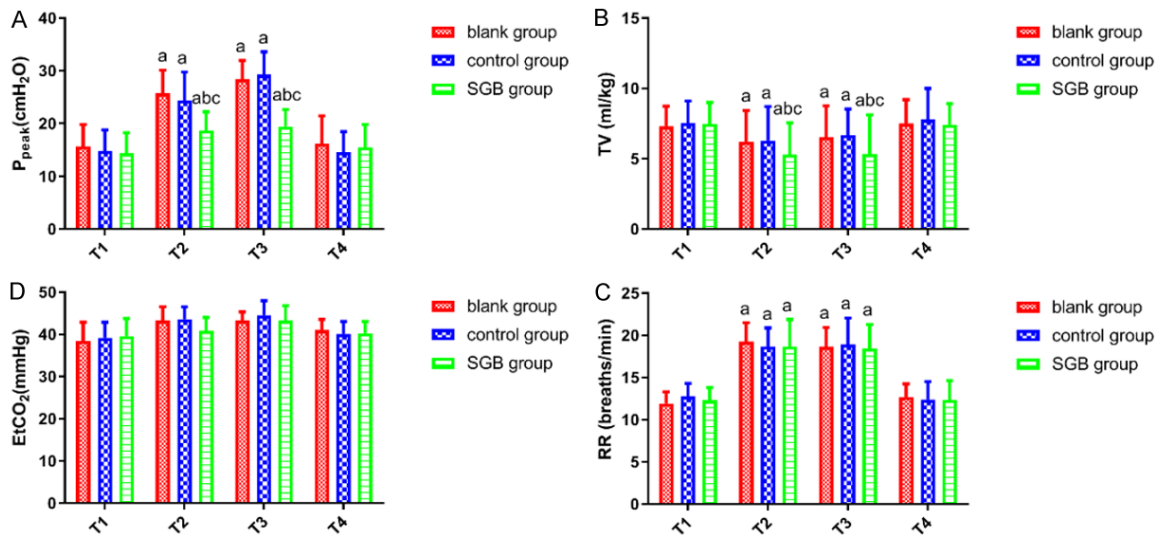 A
P peak(cmH2O)
40
30
20
10
0
a
a
abc
a
a
abc
T1
T2
T3
T4
blank group
control group
SGB group
B
TV (ml/kg)
15
10
5
0
a
a
abc
a
a
abc
T1
T2
T3
T4
blank group
control group
SGB group
D
EtCO2(mmHg)
50
40
30
20
10
0
T1
T2
T3
T4
blank group
control group
SGB group
C
RR (breaths/min)
25
20
15
10
5
0
a
a
a
a
a
a
T1
T2
T3
T4
blank group
control group
SGB group